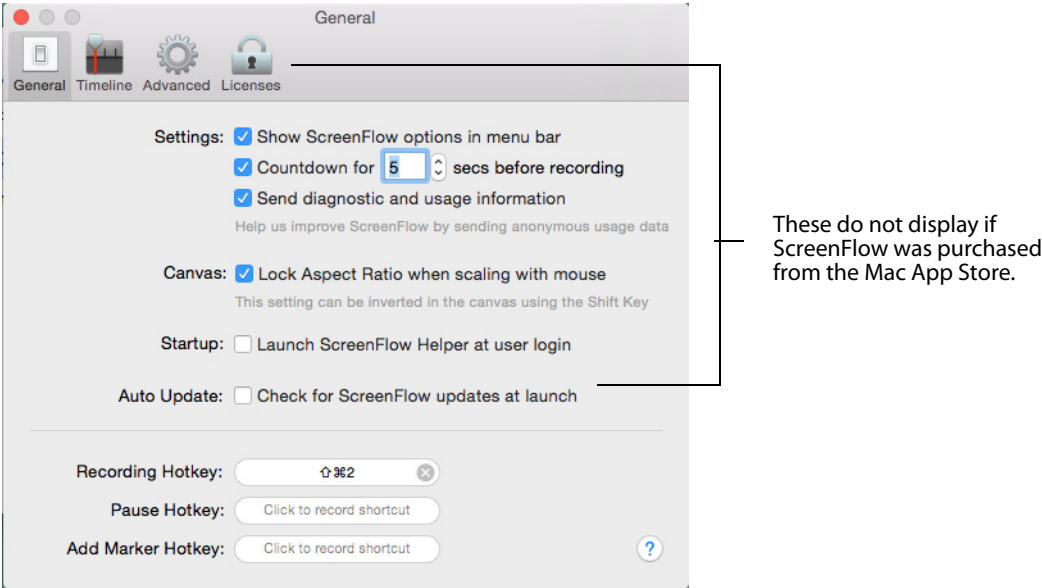 General
General Timeline Advanced Licenses
Settings: Show ScreenFlow options in menu bar
Countdown for 5 secs before recording
Send diagnostic and usage information
Help us improve ScreenFlow by sending anonymous usage data
These do not display if
ScreenFlow was purchased
from the Mac App Store.
Canvas: Lock Aspect Ratio when scaling with mouse
This setting can be inverted in the canvas using the Shift Key
Startup: Launch ScreenFlow Helper at user login
Auto Update: Check for ScreenFlow updates at launch
Recording Hotkey: ⇧⌘2
Pause Hotkey: Click to record shortcut
Add Marker Hotkey: Click to record shortcut
?